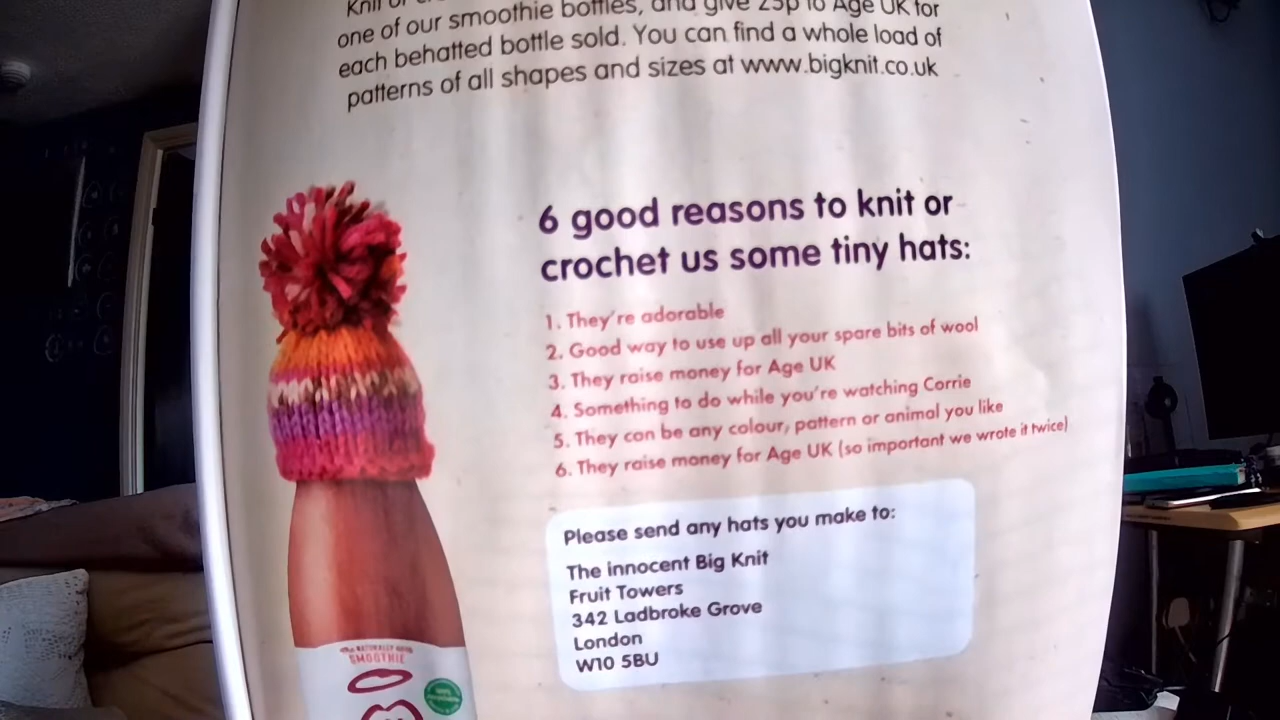 Knit or
one of our smoothie bottles, and give 25p to Age UK for
each behatted bottle sold. You can find a whole load of
patterns of all shapes and sizes at www.bigknit.co.uk
6 good reasons to knit or
crochet us some tiny hats:
1. They're adorable
2. Good way to use up all your spare bits of wool
3. They raise money for Age UK
4. Something to do while you're watching Corrie
5. They can be any colour, pattern or animal you like
6. They raise money for Age UK (so important we wrote it twice)
Please send any hats you make to:
The innocent Big Knit
Fruit Towers
342 Ladbroke Grove
London
W10 5BU
SMOOTHIE